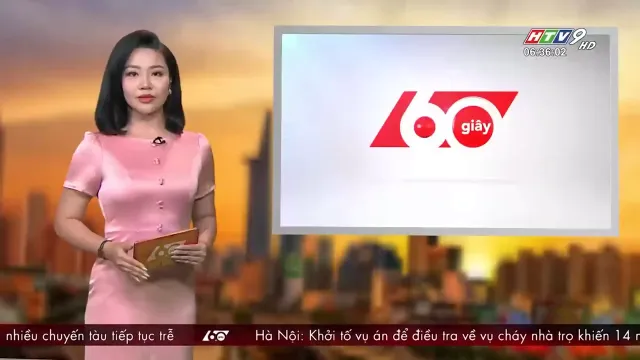 HTV9 HD
06:36:02
60 giây
nhiều chuyến tàu tiếp tục trễ 60 Hà Nội: Khởi tố vụ án để điều tra về vụ cháy nhà trọ khiến 14